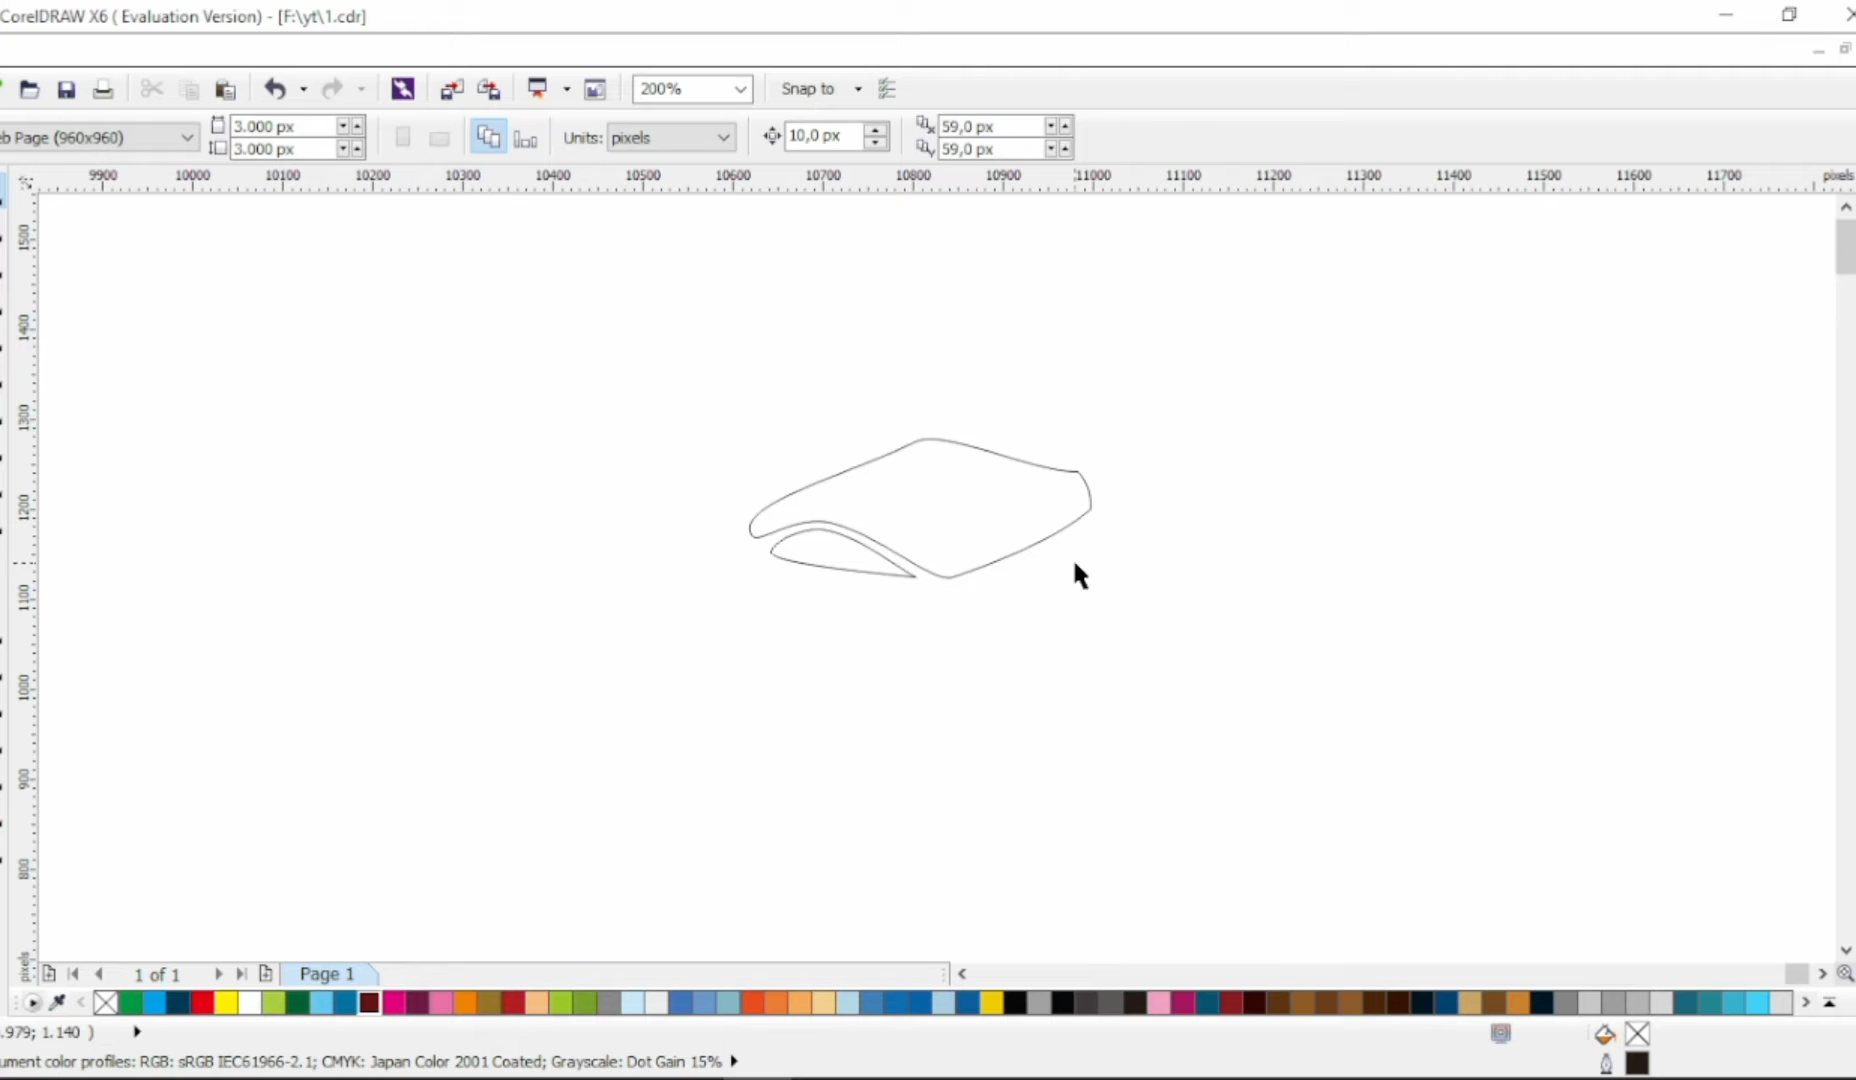 CorelDRAW X6 ( Evaluation Version) - [F:\yt\1.cdr]
200%
Snap to
eb Page (960x960)
3.000 px
3.000 px
Units: pixels
10,0 px
59,0 px
59,0 px
9900 10000 10100 10200 10300 10400 10500 10600 10700 10800 10900 11000 11100 11200 11300 11400 11500 11600 11700 pixels
1500
1400
1300
1200
1100
1000
900
800
pixels
1 of 1
Page 1
.979; 1.140 )
ument color profiles: RGB: sRGB IEC61966-2.1; CMYK: Japan Color 2001 Coated; Grayscale: Dot Gain 15%